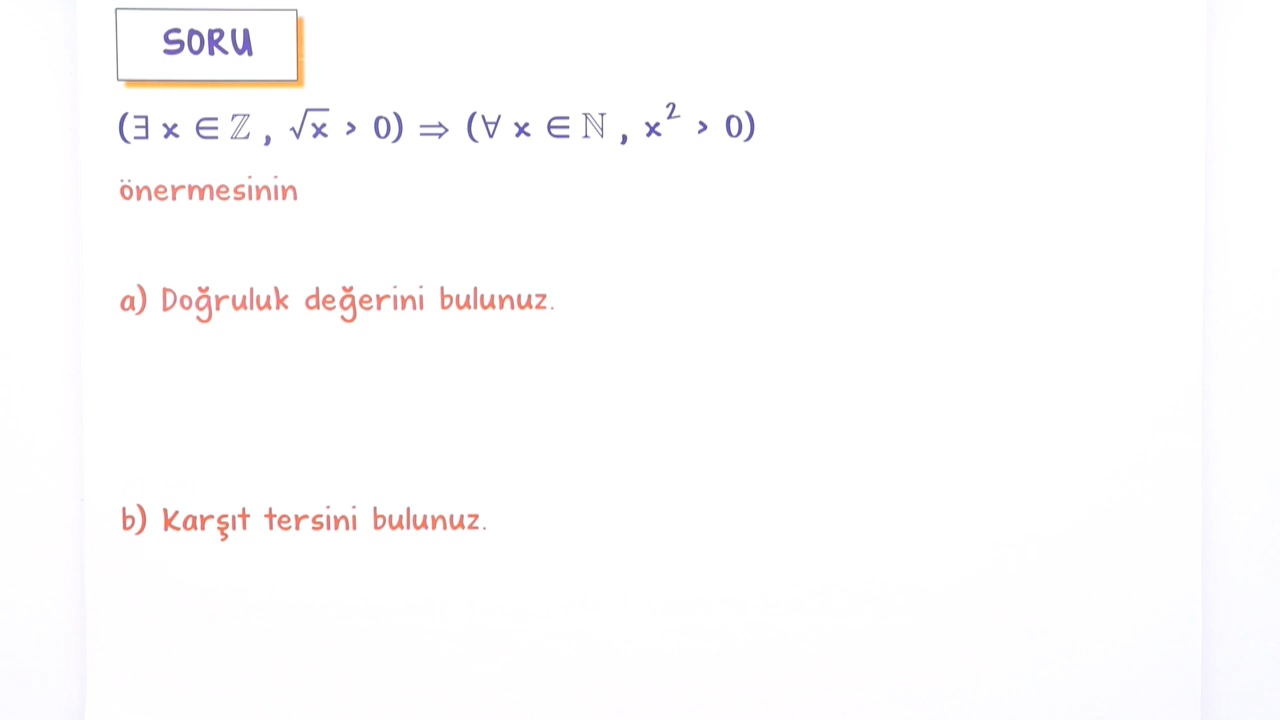 SORU
(∃ x ∈ ℤ , √x > 0) ⇒ (∀ x ∈ ℕ , x² > 0)
önermesinin
a) Doğruluk değerini bulunuz.
b) Karşıt tersini bulunuz.